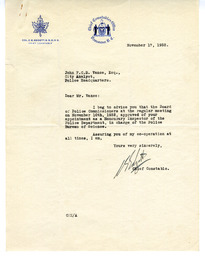 November 17, 1932.
John F.C.B. Vance, Esq.,
City Analyst,
Police Headquarters.
Dear Mr. Vance:
I beg to advise you that the Board
of Police Commissioners at the regular meeting
on November 16th, 1932, approved of your
appointment as a Honourary Inspector of the
Police Department, in charge of the Police
Bureau of Science.
Assuring you of my co-operation at
all times, I am,
Yours very sincerely,
Chief Constable.